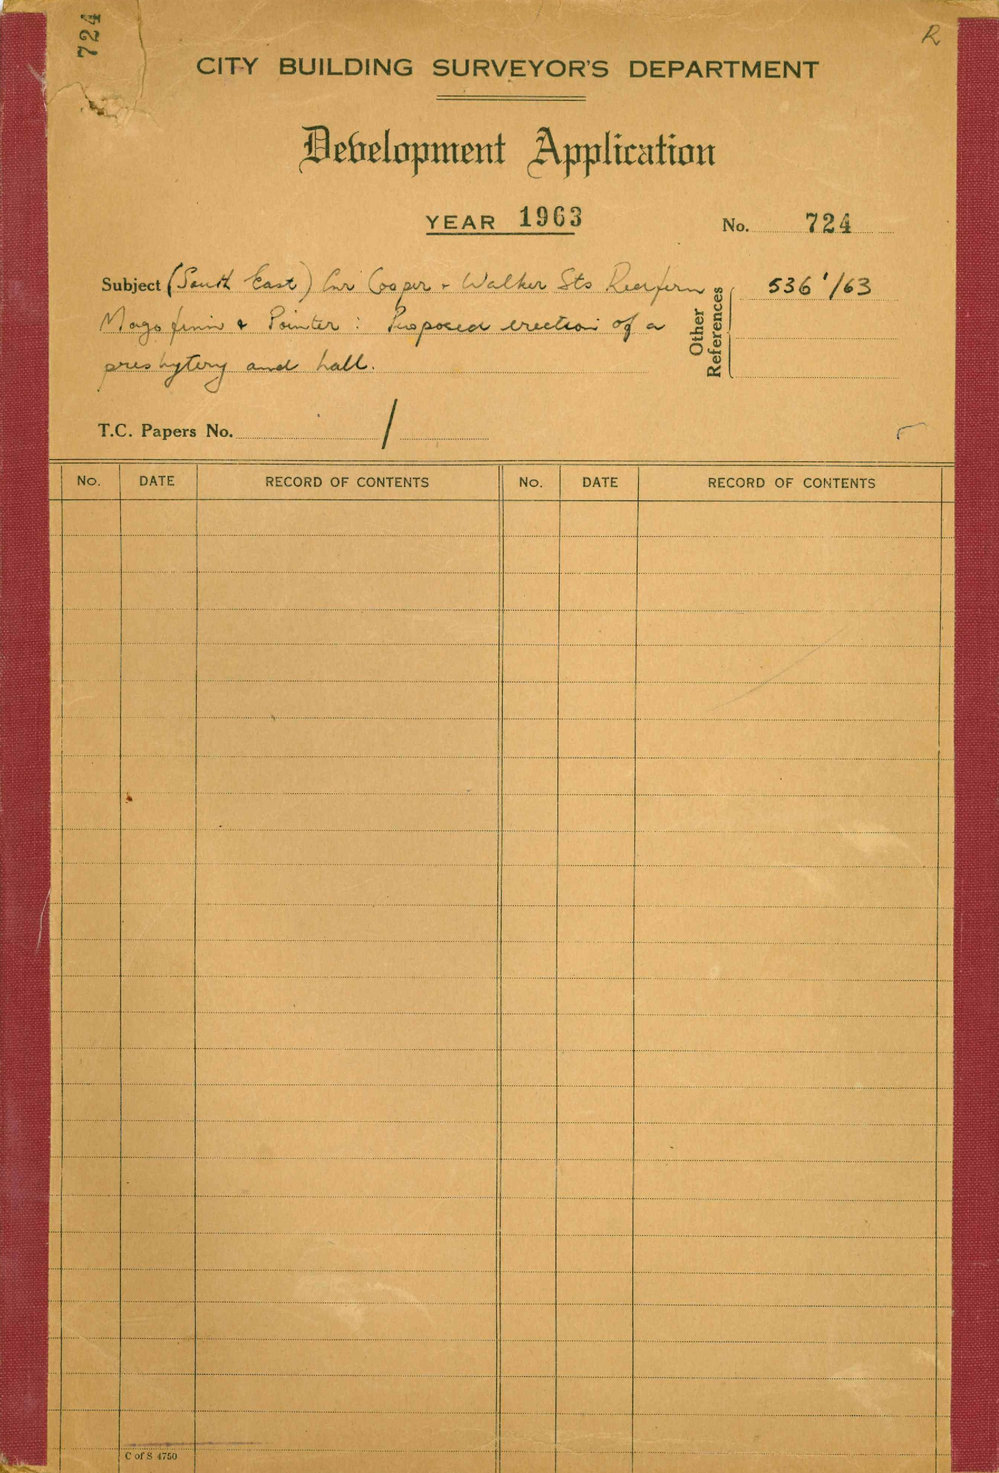 724
R
CITY BUILDING SURVEYOR'S DEPARTMENT
Development Application
YEAR 1963
No. 724
Subject (South East) Cnr Cooper & Walker Sts Redfern
Magoffinn & Pointer : Proposed erection of a
presbytery and hall.
Other References
536'/63
T.C. Papers No. /
No. DATE RECORD OF CONTENTS No. DATE RECORD OF CONTENTS
C of S 4750